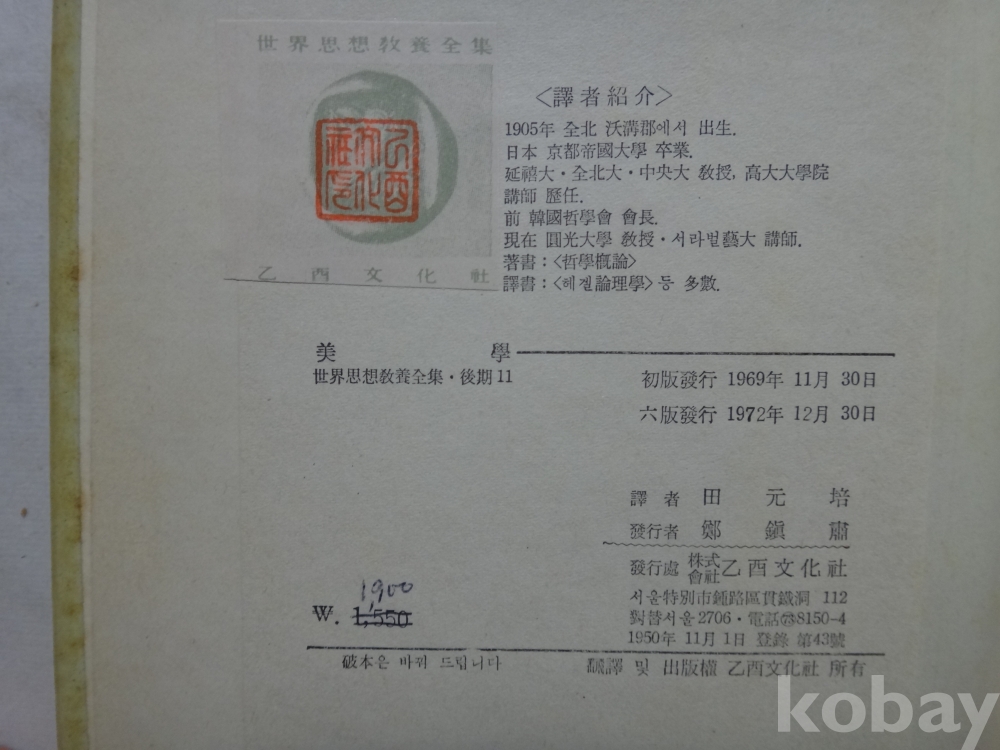 世界思想敎養全集
乙酉文化社
<譯者紹介>
1905年 全北 沃溝郡에서 出生.
日本 京都帝國大學 卒業.
延禧大·全北大·中央大 敎授, 高大大學院
講師 歷任.
前 韓國哲學會 會長.
現在 圓光大學 敎授·서라벌藝大 講師.
著書:<哲學槪論>
譯書:<헤겔論理學>등 多數.
美 學
世界思想敎養全集·後期 11
初版發行 1969年 11月 30日
六版發行 1972年 12月 30日
譯者 田元培
發行者 鄭鎭肅
發行處 株式會社 乙酉文化社
서울特別市鍾路區貫鐵洞 112
對替서울 2706·電話㉓8150-4
1950年 11月 1日 登錄 第43號
1,900
W. 1,550
破本은 바꿔 드립니다
飜譯 및 出版權 乙酉文化社 所有
kobay